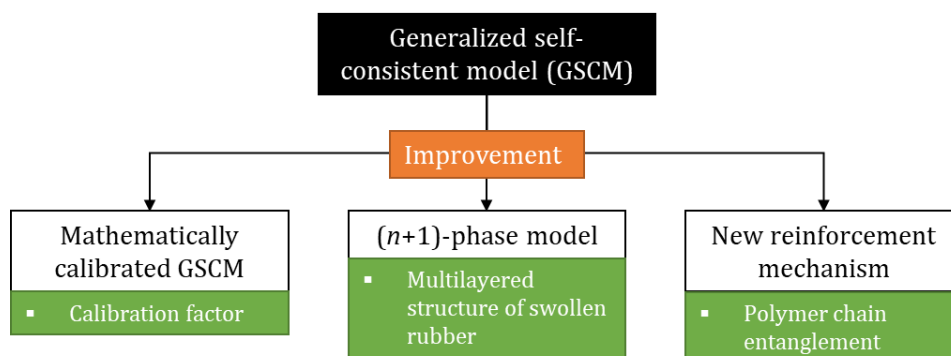 Generalized self-
consistent model (GSCM)
Improvement
Mathematically
calibrated GSCM
▪ Calibration factor
(n+1)-phase model
▪ Multilayered
structure of swollen
rubber
New reinforcement
mechanism
▪ Polymer chain
entanglement